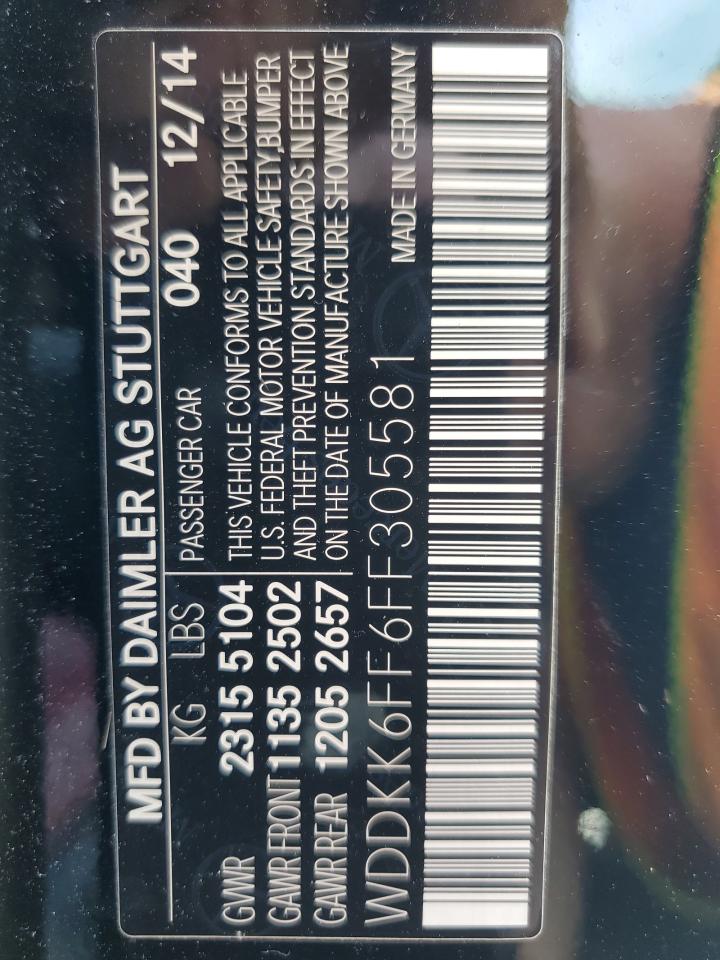 MFD BY DAIMLER AG STUTTGART
KG LBS PASSENGER CAR 040 12/14
GWR 2315 5104 THIS VEHICLE CONFORMS TO ALL APPLICABLE
GAWR FRONT 1135 2502 U.S. FEDERAL MOTOR VEHICLE SAFETY,BUMPER
GAWR REAR 1205 2657 AND THEFT PREVENTION STANDARDS IN EFFECT
ON THE DATE OF MANUFACTURE SHOWN ABOVE
WDDKK6FF6FF305581 MADE IN GERMANY